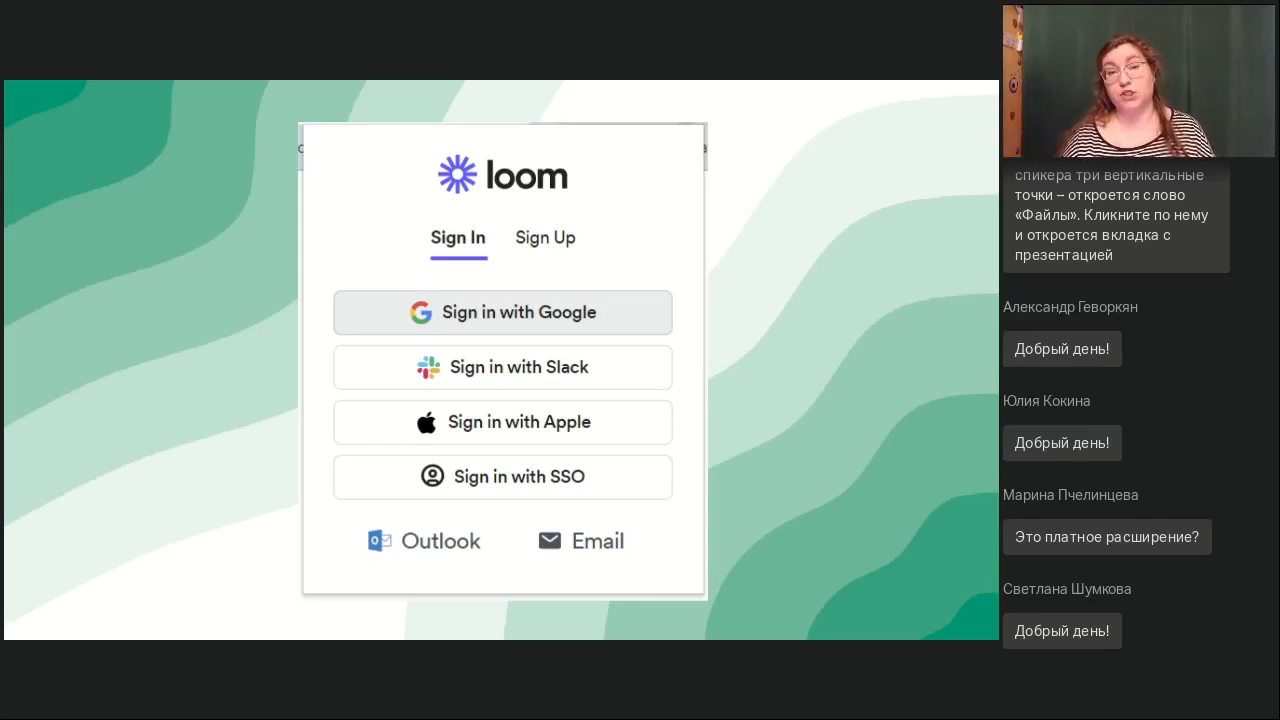 loom
Sign In
Sign Up
Sign in with Google
Sign in with Slack
Sign in with Apple
Sign in with SSO
Outlook
Email
спикера три вертикальные
точки – откроется слово
«Файлы». Кликните по нему
и откроется вкладка с
презентацией
Александр Геворкян
Добрый день!
Юлия Кокина
Добрый день!
Марина Пчелинцева
Это платное расширение?
Светлана Шумкова
Добрый день!